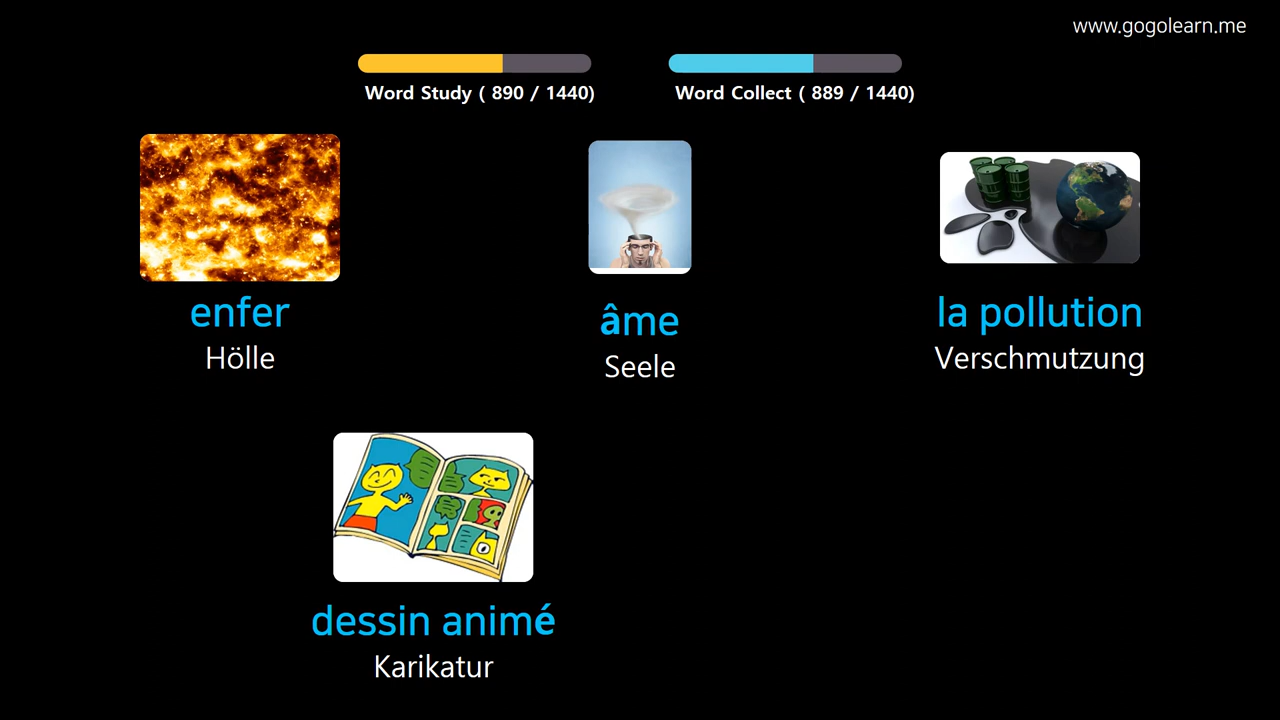 www.gogolearn.me
Word Study ( 890 / 1440)
Word Collect ( 889 / 1440)
enfer
Hölle
âme
Seele
la pollution
Verschmutzung
dessin animé
Karikatur